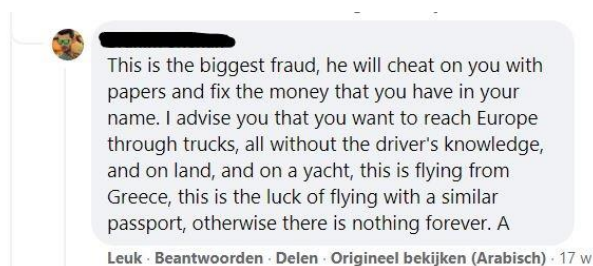 This is the biggest fraud, he will cheat on you with
papers and fix the money that you have in your
name. I advise you that you want to reach Europe
through trucks, all without the driver's knowledge,
and on land, and on a yacht, this is flying from
Greece, this is the luck of flying with a similar
passport, otherwise there is nothing forever. A
Leuk · Beantwoorden · Delen · Origineel bekijken (Arabisch) · 17 w